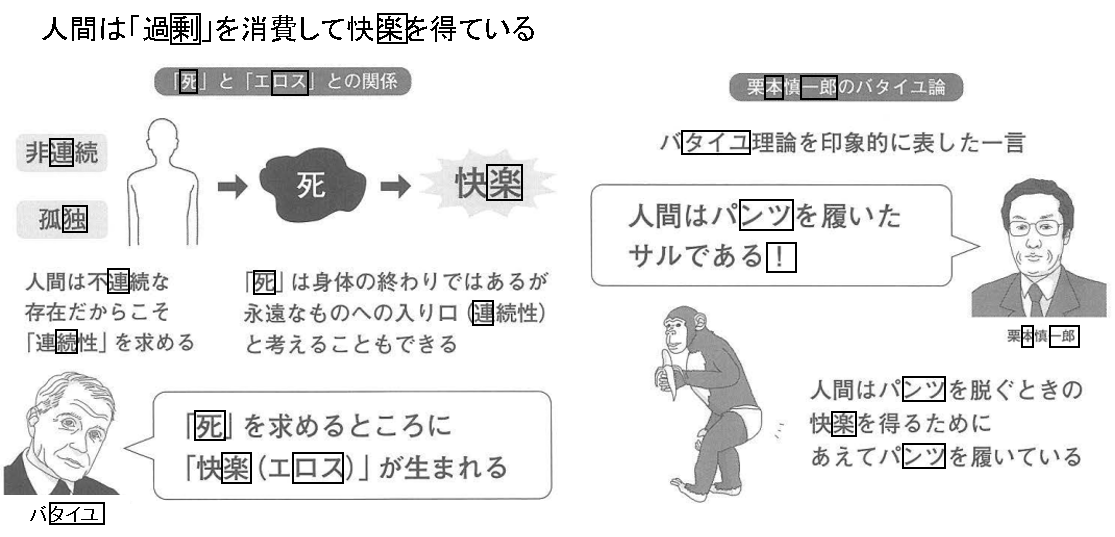 人間は「過剰」を消費して快楽を得ている
「死」と「エロス」との関係
非連続
孤独
死
快楽
人間は不連続な
存在だからこそ
「連続性」を求める
「死」は身体の終わりではあるが
永遠なものへの入り口(連続性)
と考えることもできる
「死」を求めるところに
「快楽(エロス)」が生まれる
バタイユ
栗本慎一郎のバタイユ論
バタイユ理論を印象的に表した一言
人間はパンツを履いた
サルである!
栗本慎一郎
人間はパンツを脱ぐときの
快楽を得るために
あえてパンツを履いている